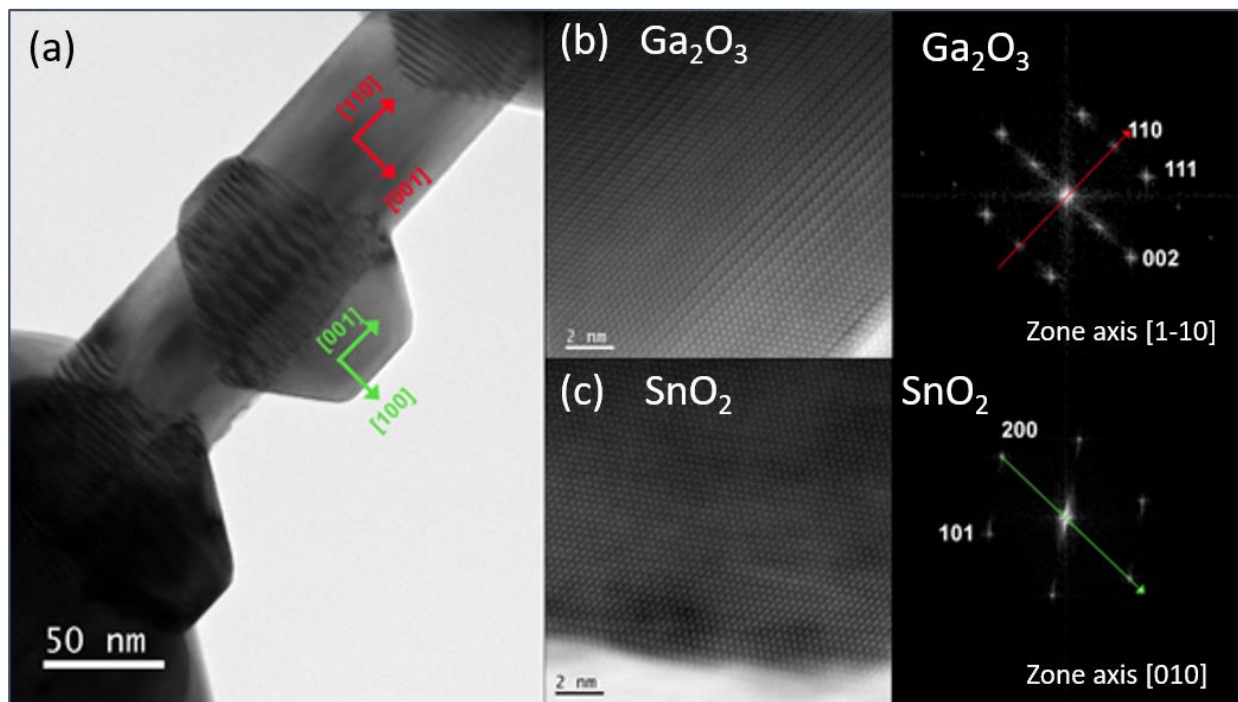 (a)
[110]
[001]
[001]
[100]
50 nm
(b) Ga₂O₃
2 nm
Ga₂O₃
110
111
002
Zone axis [1-10]
(c) SnO₂
2 nm
SnO₂
200
101
Zone axis [010]